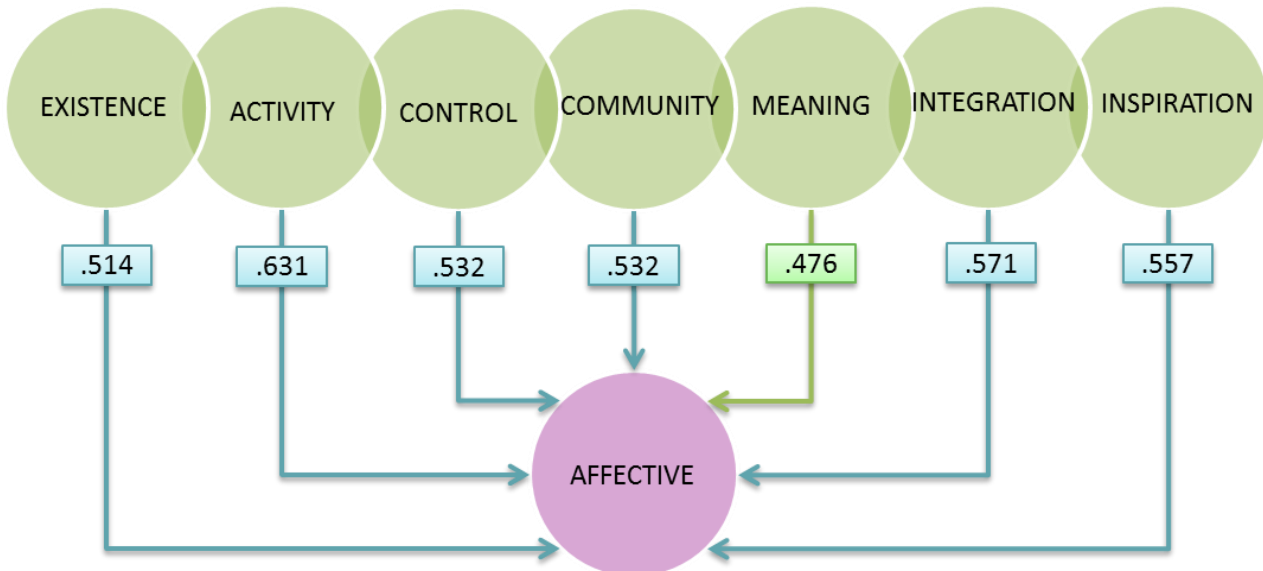 EXISTENCE
ACTIVITY
CONTROL
COMMUNITY
MEANING
INTEGRATION
INSPIRATION
.514
.631
.532
.532
.476
.571
.557
AFFECTIVE